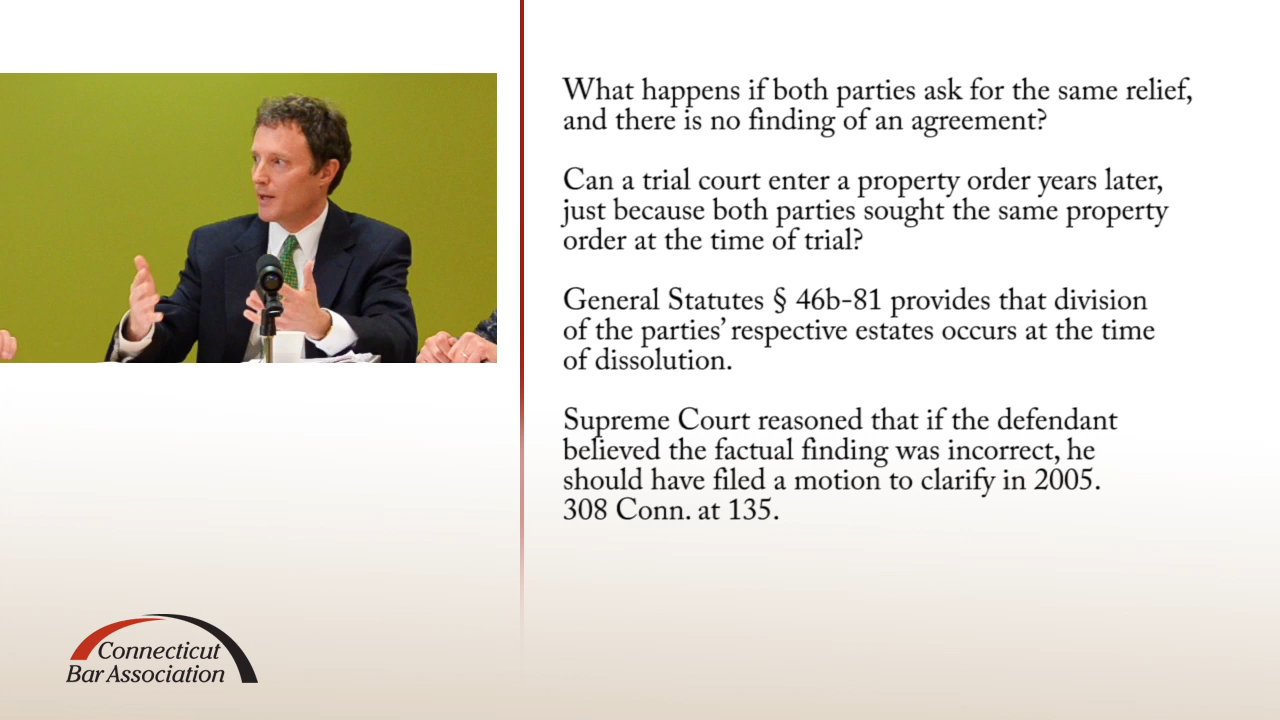 What happens if both parties ask for the same relief,
and there is no finding of an agreement?
Can a trial court enter a property order years later,
just because both parties sought the same property
order at the time of trial?
General Statutes § 46b-81 provides that division
of the parties’ respective estates occurs at the time
of dissolution.
Supreme Court reasoned that if the defendant
believed the factual finding was incorrect, he
should have filed a motion to clarify in 2005.
308 Conn. at 135.
Connecticut
Bar Association